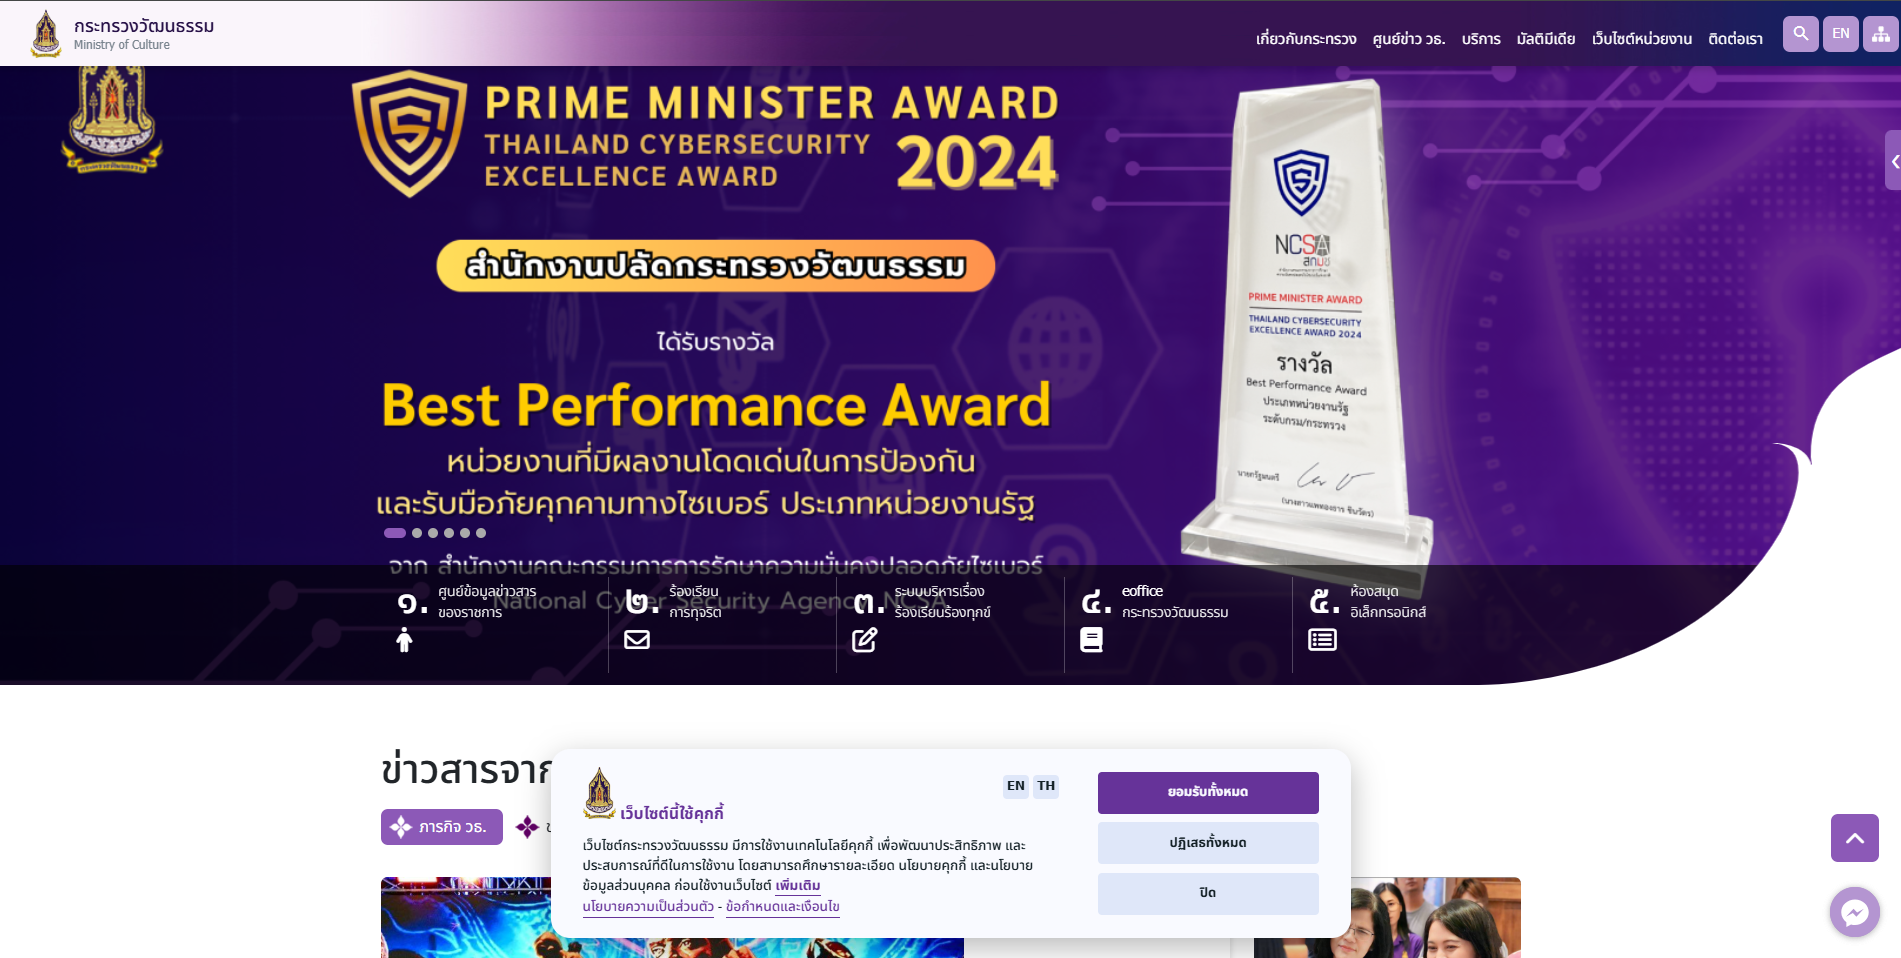 กระทรวงวัฒนธรรม
Ministry of Culture
เกี่ยวกับกระทรวง ศูนย์ข่าว วธ. บริการ มัลติมีเดีย เว็บไซต์หน่วยงาน ติดต่อเรา EN
PRIME MINISTER AWARD
THAILAND CYBERSECURITY
EXCELLENCE AWARD
2024
สำนักงานปลัดกระทรวงวัฒนธรรม
ได้รับรางวัล
Best Performance Award
หน่วยงานที่มีผลงานโดดเด่นในการป้องกัน
และรับมือภัยคุกคามทางไซเบอร์ ประเภทหน่วยงานรัฐ
จาก สำนักงานคณะกรรมการการรักษาความมั่นคงปลอดภัยไซเบอร์
National Cyber Security Agency - NCSA
NCSA
สกมช
PRIME MINISTER AWARD
THAILAND CYBERSECURITY
EXCELLENCE AWARD 2024
รางวัล
Best Performance Award
ประเภทหน่วยงานรัฐ
ระดับกรม/กระทรวง
นายกรัฐมนตรี
(นางสาวแพทองธาร ชินวัตร)
๑. ศูนย์ข้อมูลข่าวสาร
ของราชการ
๒. ร้องเรียน
การทุจริต
๓. ระบบบริหารเรื่อง
ร้องเรียนร้องทุกข์
๔. eoffice
กระทรวงวัฒนธรรม
๕. ห้องสมุด
อิเล็กทรอนิกส์
ข่าวสารจาก
ภารกิจ วธ.
EN TH
เว็บไซต์นี้ใช้คุกกี้
เว็บไซต์กระทรวงวัฒนธรรม มีการใช้งานเทคโนโลยีคุกกี้ เพื่อพัฒนาประสิทธิภาพ และ
ประสบการณ์ที่ดีในการใช้งาน โดยสามารถศึกษารายละเอียด นโยบายคุกกี้ และนโยบาย
ข้อมูลส่วนบุคคล ก่อนใช้งานเว็บไซต์ เพิ่มเติม
นโยบายความเป็นส่วนตัว - ข้อกำหนดและเงื่อนไข
ยอมรับทั้งหมด
ปฏิเสธทั้งหมด
ปิด